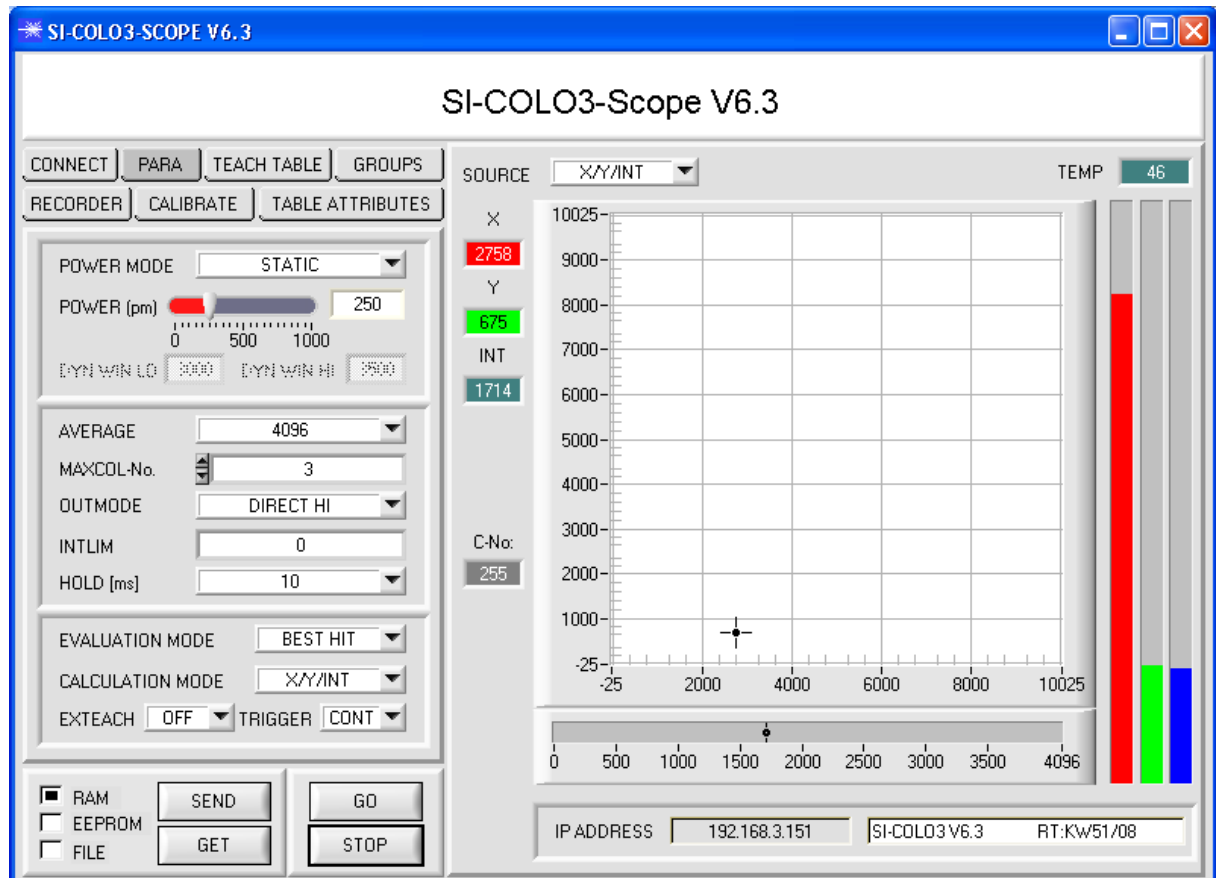 SI-COLO3-SCOPE V6.3
SI-COLO3-Scope V6.3
CONNECT PARA TEACH TABLE GROUPS
RECORDER CALIBRATE TABLE ATTRIBUTES
POWER MODE STATIC
POWER (pm) 250
0 500 1000
DYN WIN LO 3000 DYN WIN HI 3500
AVERAGE 4096
MAXCOL-No. 3
OUTMODE DIRECT HI
INTLIM 0
HOLD [ms] 10
EVALUATION MODE BEST HIT
CALCULATION MODE X/Y/INT
EXTEACH OFF TRIGGER CONT
RAM
EEPROM
FILE
SEND
GET
GO
STOP
SOURCE X/Y/INT
TEMP 46
X
2758
Y
675
INT
1714
C-No:
255
10025
9000
8000
7000
6000
5000
4000
3000
2000
1000
-25
-25 2000 4000 6000 8000 10025
0 500 1000 1500 2000 2500 3000 3500 4096
IP ADDRESS 192.168.3.151 SI-COLO3 V6.3 RT:KW51/08